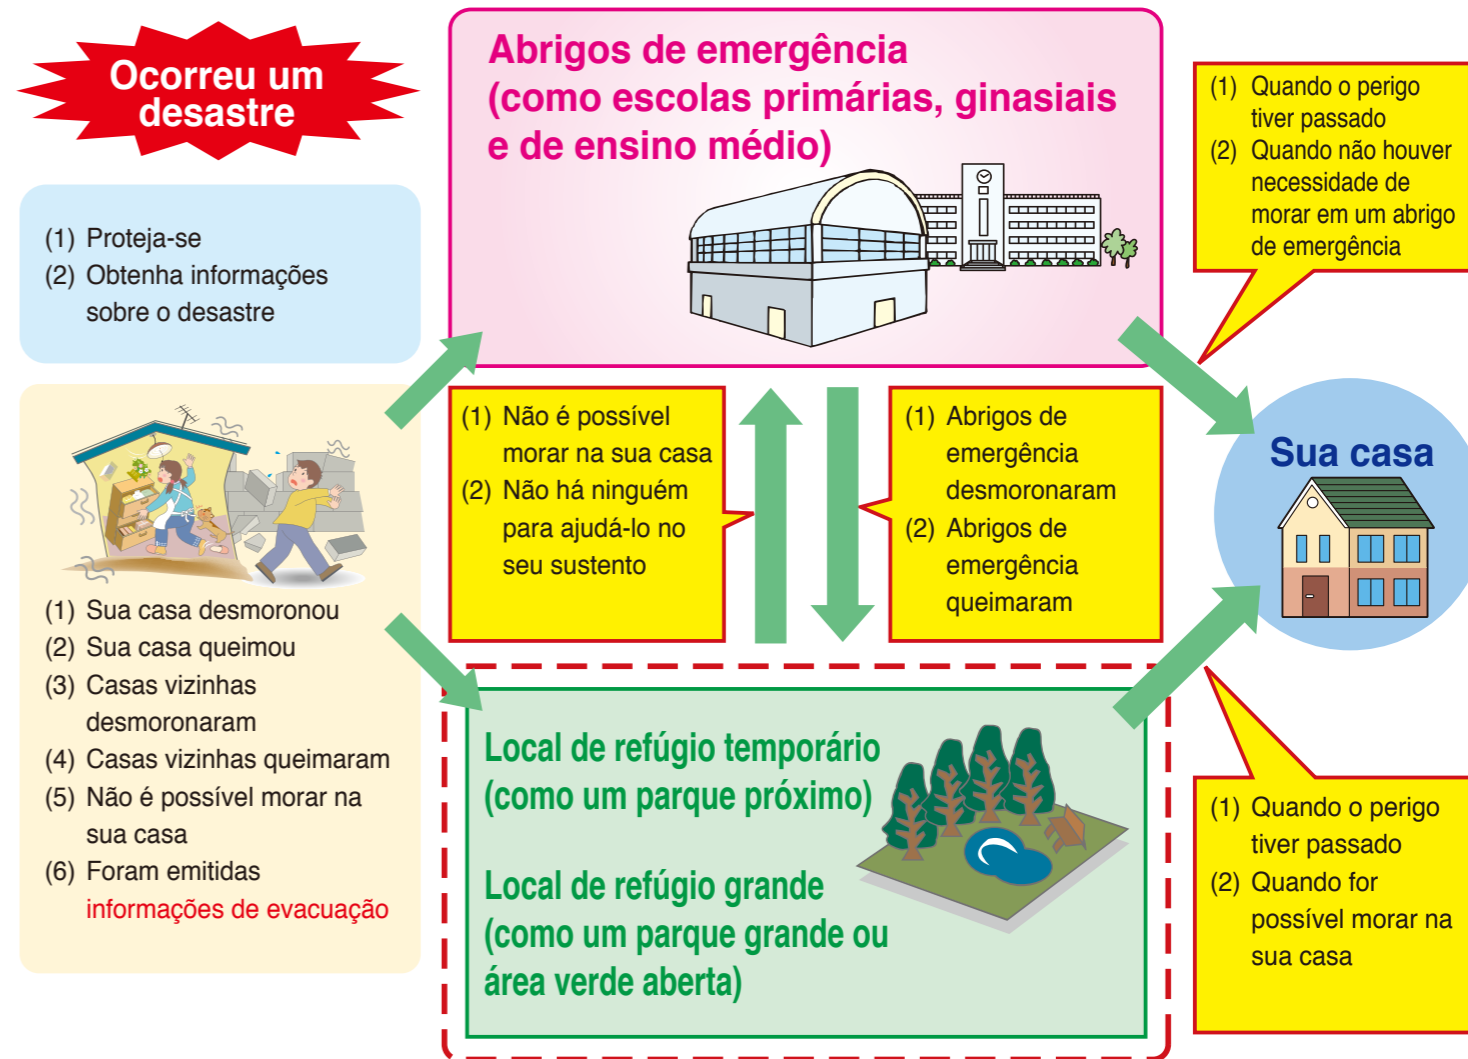 Ocorreu um
desastre
(1) Proteja-se
(2) Obtenha informações
sobre o desastre
(1) Sua casa desmoronou
(2) Sua casa queimou
(3) Casas vizinhas
desmoronaram
(4) Casas vizinhas queimaram
(5) Não é possível morar na
sua casa
(6) Foram emitidas
informações de evacuação
Abrigos de emergência
(como escolas primárias, ginasiais
e de ensino médio)
(1) Não é possível
morar na sua casa
(2) Não há ninguém
para ajudá-lo no
seu sustento
(1) Abrigos de
emergência
desmoronaram
(2) Abrigos de
emergência
queimaram
Local de refúgio temporário
(como um parque próximo)
Local de refúgio grande
(como um parque grande ou
área verde aberta)
(1) Quando o perigo
tiver passado
(2) Quando não houver
necessidade de
morar em um abrigo
de emergência
Sua casa
(1) Quando o perigo
tiver passado
(2) Quando for
possível morar na
sua casa